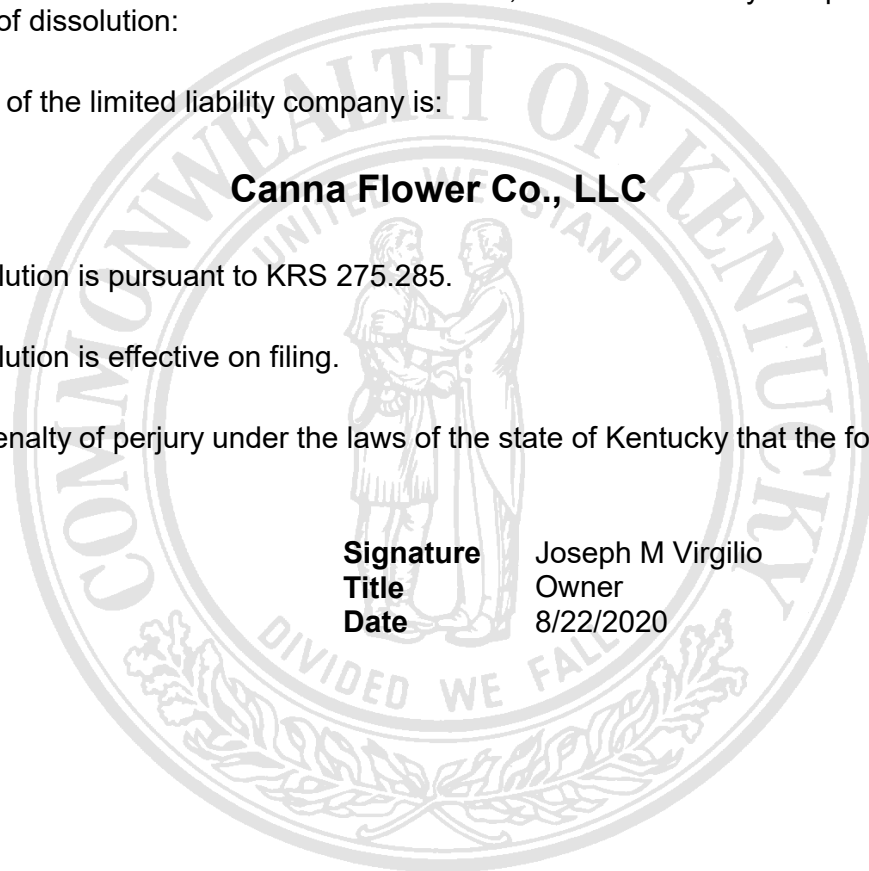 of dissolution:
of the limited liability company is:
Canna Flower Co., LLC
lution is pursuant to KRS 275.285.
lution is effective on filing.
enalty of perjury under the laws of the state of Kentucky that the fo
Signature Joseph M Virgilio
Title Owner
Date 8/22/2020
COMMONWEALTH OF KENTUCKY
UNITED WE STAND
DIVIDED WE FALL